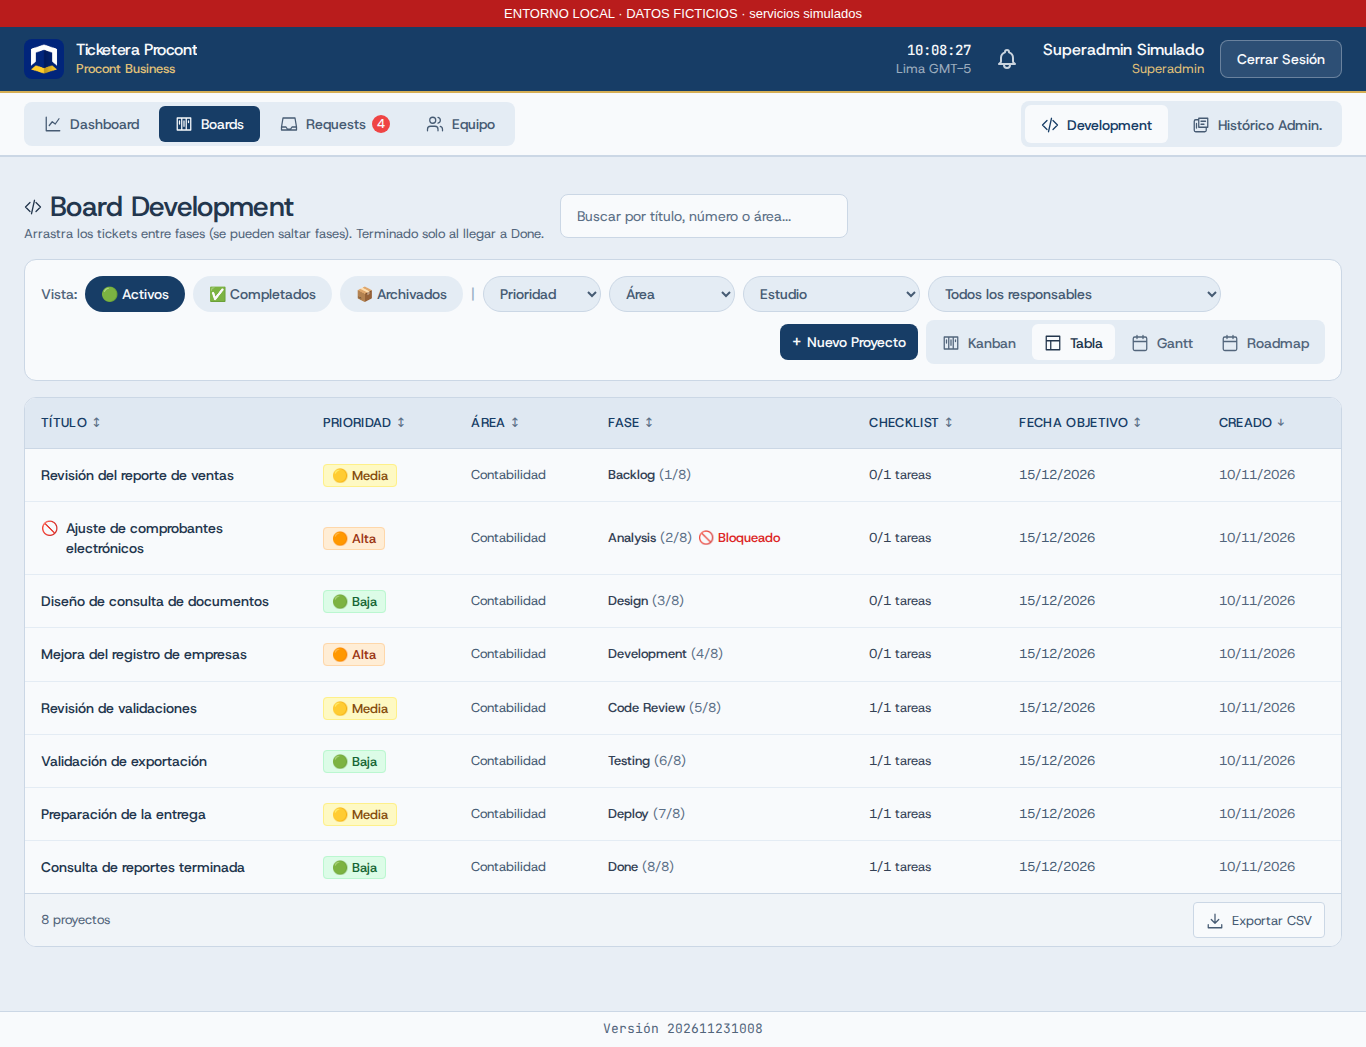 ENTORNO LOCAL · DATOS FICTICIOS · servicios simulados
Ticketera Procont
Procont Business
10:08:27
Lima GMT-5
Superadmin Simulado
Superadmin
Cerrar Sesión
Dashboard
Boards
Requests 4
Equipo
Development
Histórico Admin.
Board Development
Arrastra los tickets entre fases (se pueden saltar fases). Terminado solo al llegar a Done.
Buscar por título, número o área...
Vista: Activos Completados Archivados | Prioridad Área Estudio Todos los responsables
+ Nuevo Proyecto Kanban Tabla Gantt Roadmap
TÍTULO ↕ PRIORIDAD ↕ ÁREA ↕ FASE ↕ CHECKLIST ↕ FECHA OBJETIVO ↕ CREADO ↓
Revisión del reporte de ventas Media Contabilidad Backlog (1/8) 0/1 tareas 15/12/2026 10/11/2026
Ajuste de comprobantes
electrónicos Alta Contabilidad Analysis (2/8) Bloqueado 0/1 tareas 15/12/2026 10/11/2026
Diseño de consulta de documentos Baja Contabilidad Design (3/8) 0/1 tareas 15/12/2026 10/11/2026
Mejora del registro de empresas Alta Contabilidad Development (4/8) 0/1 tareas 15/12/2026 10/11/2026
Revisión de validaciones Media Contabilidad Code Review (5/8) 1/1 tareas 15/12/2026 10/11/2026
Validación de exportación Baja Contabilidad Testing (6/8) 1/1 tareas 15/12/2026 10/11/2026
Preparación de la entrega Media Contabilidad Deploy (7/8) 1/1 tareas 15/12/2026 10/11/2026
Consulta de reportes terminada Baja Contabilidad Done (8/8) 1/1 tareas 15/12/2026 10/11/2026
8 proyectos
Exportar CSV
Versión 202611231008